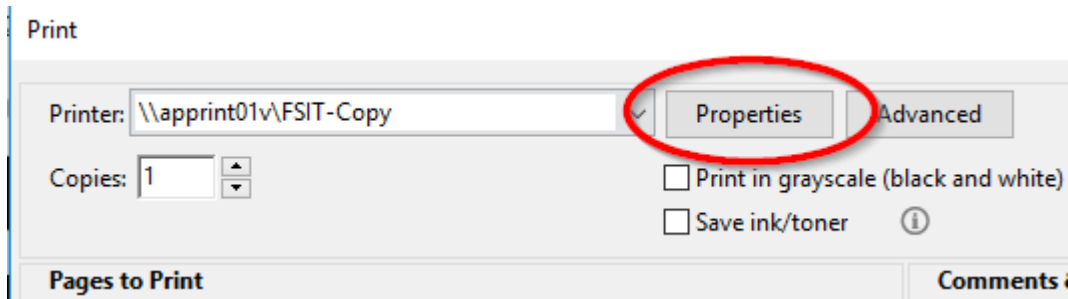 Print
Printer: \\apprint01v\FSIT-Copy Properties Advanced
Copies: 1 Print in grayscale (black and white)
Save ink/toner
Pages to Print Comments